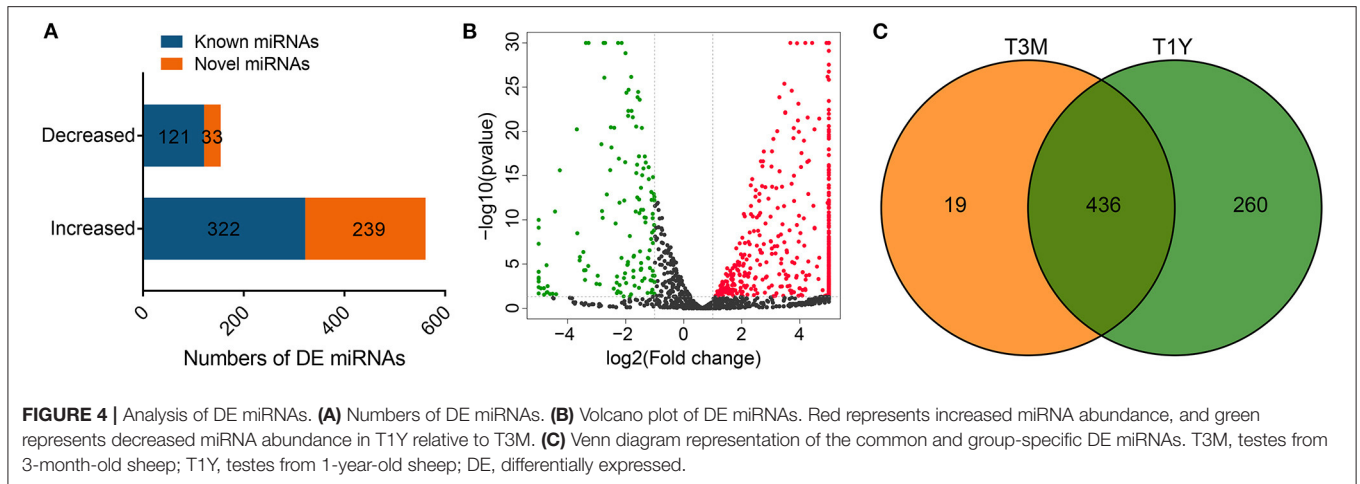 A
Known miRNAs
Novel miRNAs
Decreased
121 33
Increased
322 239
0 200 400 600
Numbers of DE miRNAs
B
30
25
20
15
10
5
0
−log10(pvalue)
−4 −2 0 2 4
log2(Fold change)
C
T3M T1Y
19 436 260
FIGURE 4 | Analysis of DE miRNAs. (A) Numbers of DE miRNAs. (B) Volcano plot of DE miRNAs. Red represents increased miRNA abundance, and green
represents decreased miRNA abundance in T1Y relative to T3M. (C) Venn diagram representation of the common and group-specific DE miRNAs. T3M, testes from
3-month-old sheep; T1Y, testes from 1-year-old sheep; DE, differentially expressed.